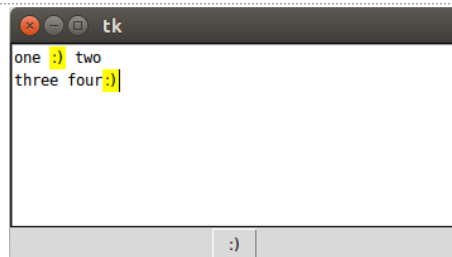 tk
one :) two
three four:)
:)